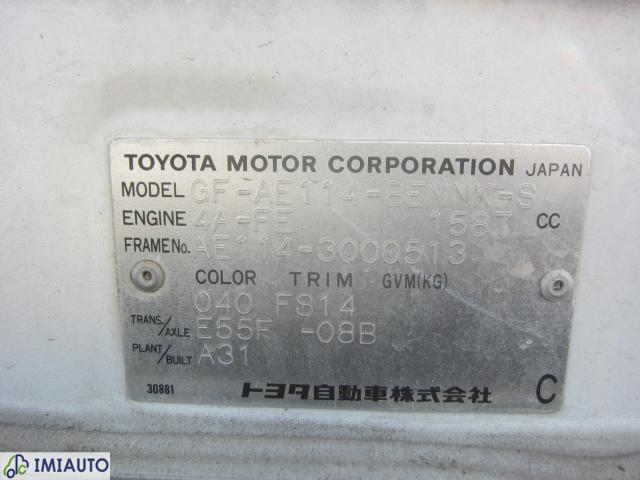 TOYOTA MOTOR CORPORATION JAPAN
MODEL GF-AE114-BEMNK-S
ENGINE 4A-FE 1587 CC
FRAME No. AE114-3000513
COLOR TRIM GVM(KG)
040 FS14
TRANS./AXLE E55F -08B
PLANT/BUILT A31
30881 トヨタ自動車株式会社 C
IMIAUTO